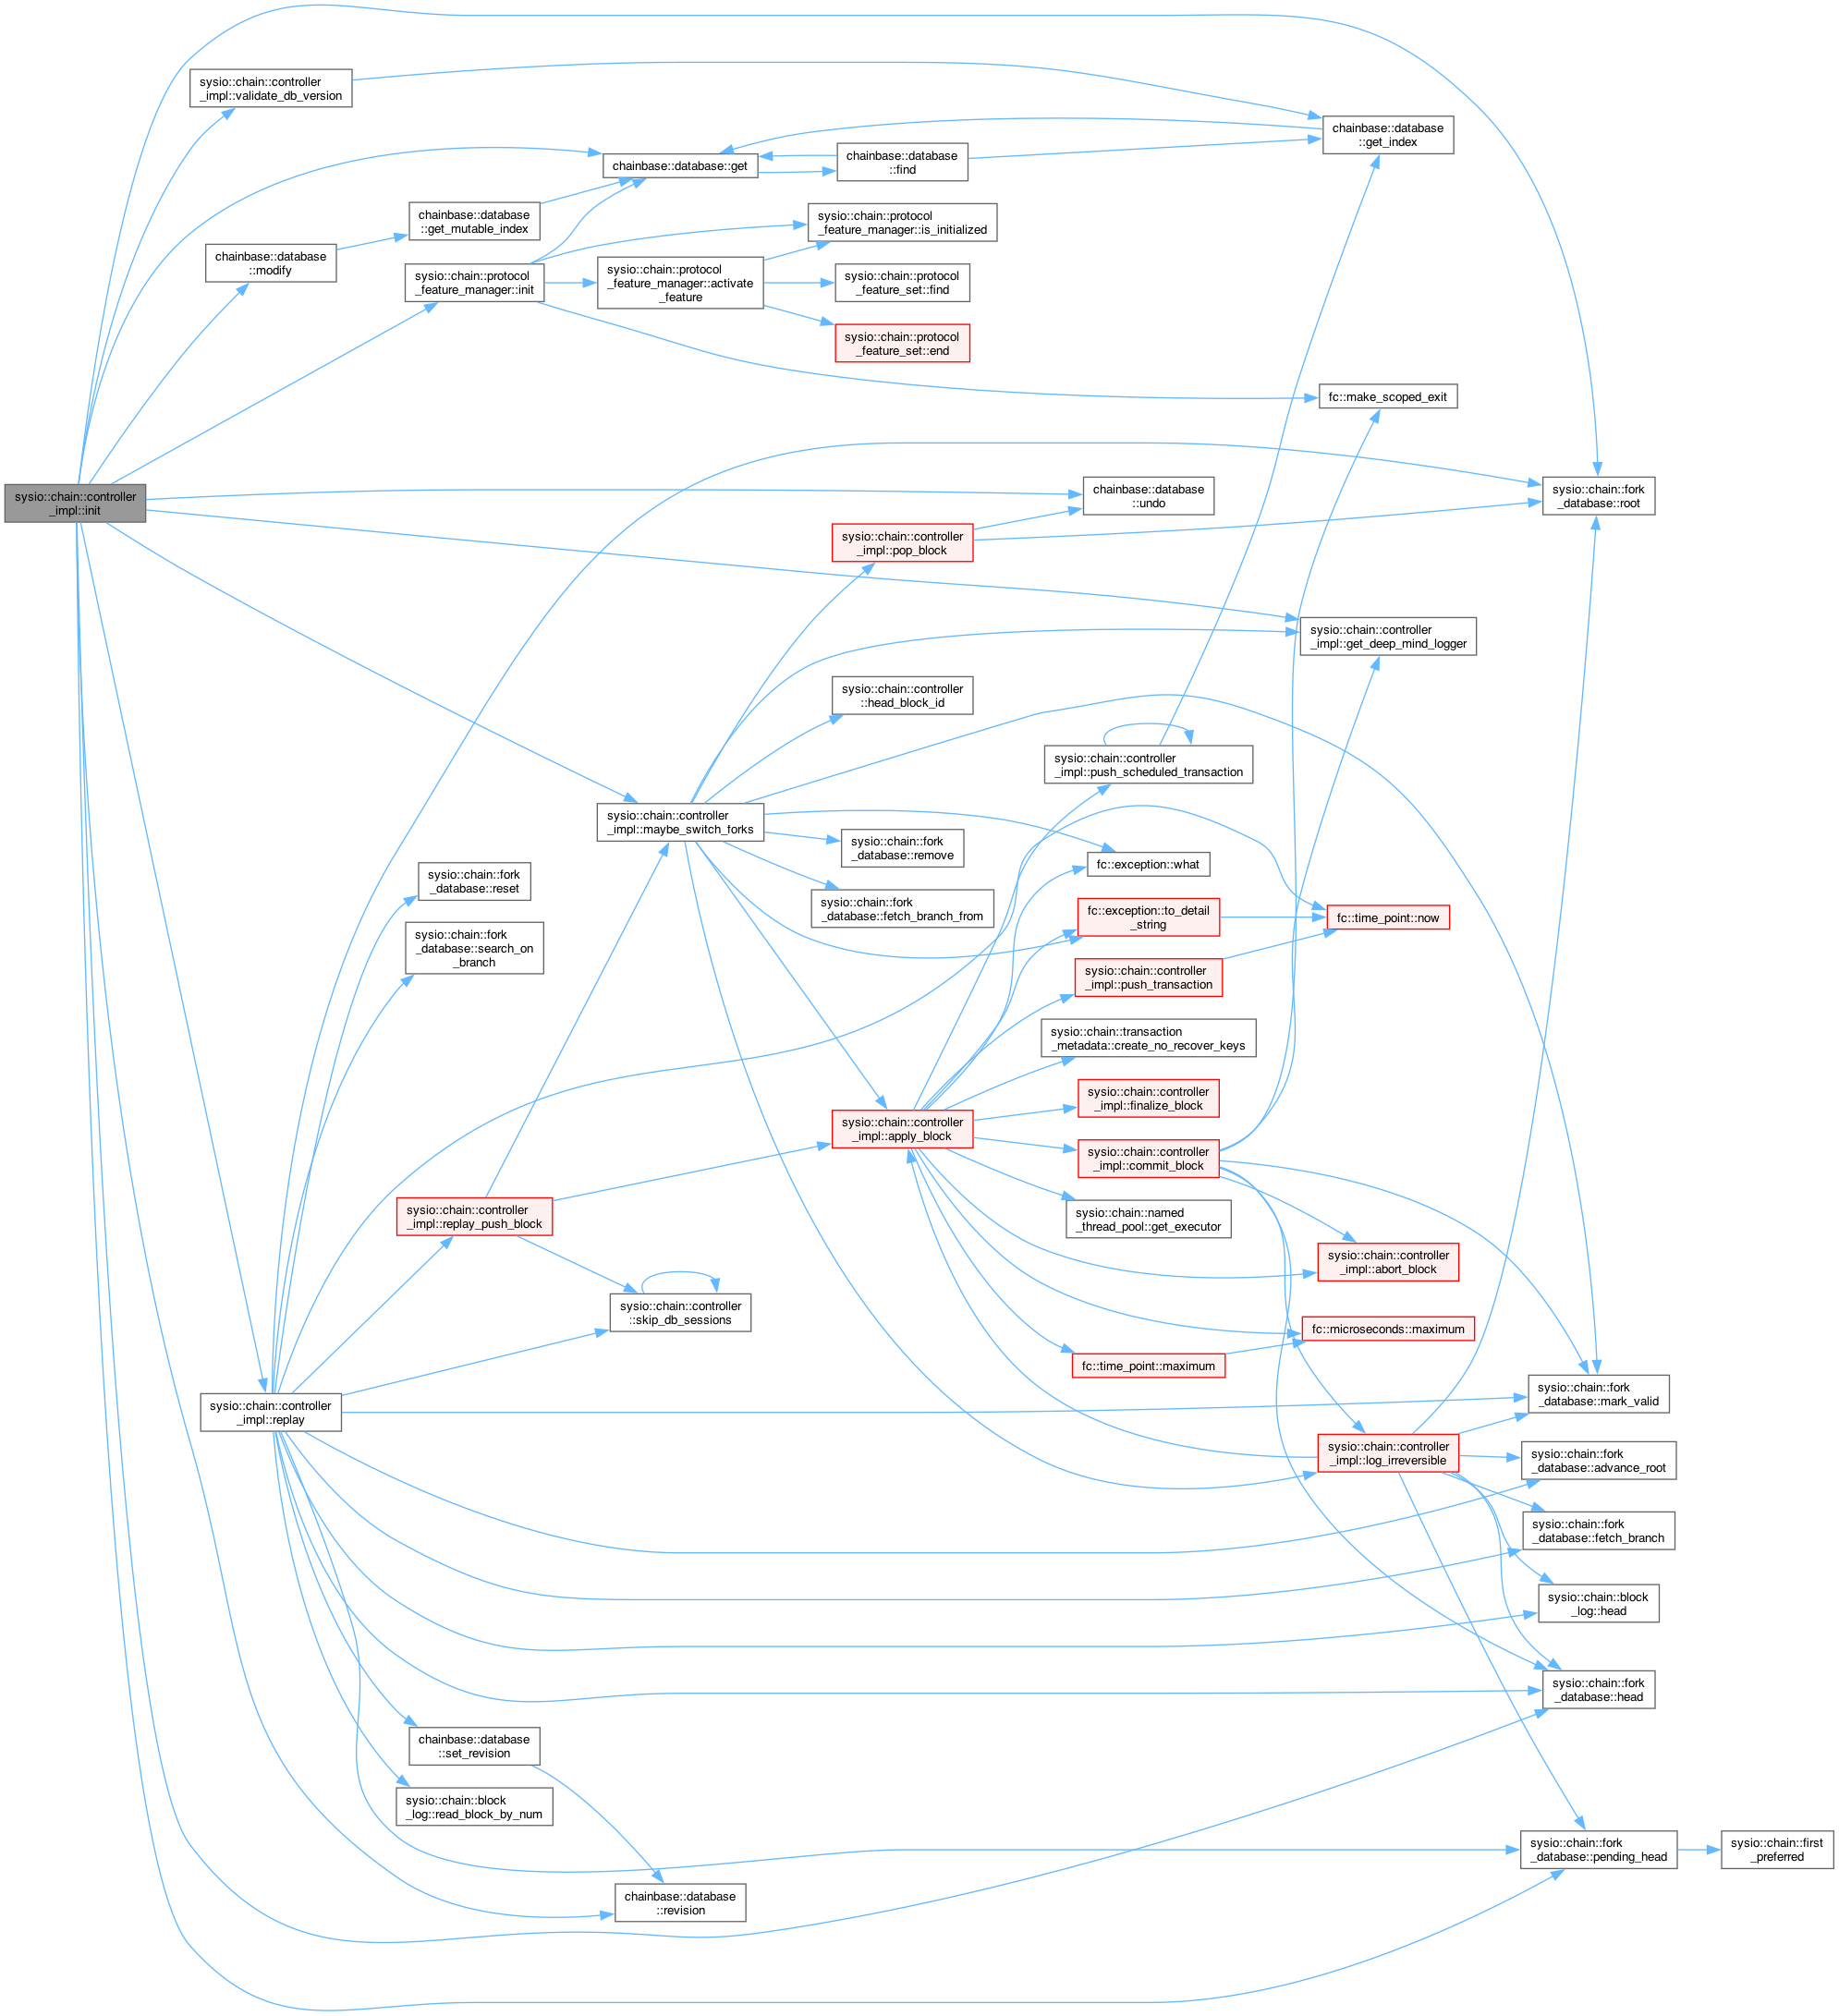 sysio::chain::controller
_impl::validate_db_version
chainbase::database
::get_index
chainbase::database::get
chainbase::database
::find
chainbase::database
::get_mutable_index
sysio::chain::protocol
_feature_manager::is_initialized
chainbase::database
::modify
sysio::chain::protocol
_feature_manager::init
sysio::chain::protocol
_feature_manager::activate
_feature
sysio::chain::protocol
_feature_set::find
sysio::chain::protocol
_feature_set::end
fc::make_scoped_exit
sysio::chain::controller
_impl::init
chainbase::database
::undo
sysio::chain::fork
_database::root
sysio::chain::controller
_impl::pop_block
sysio::chain::controller
_impl::get_deep_mind_logger
sysio::chain::controller
::head_block_id
sysio::chain::controller
_impl::push_scheduled_transaction
sysio::chain::controller
_impl::maybe_switch_forks
sysio::chain::fork
_database::remove
fc::exception::what
sysio::chain::fork
_database::reset
sysio::chain::fork
_database::fetch_branch_from
fc::exception::to_detail
_string
fc::time_point::now
sysio::chain::fork
_database::search_on
_branch
sysio::chain::controller
_impl::push_transaction
sysio::chain::transaction
_metadata::create_no_recover_keys
sysio::chain::controller
_impl::finalize_block
sysio::chain::controller
_impl::apply_block
sysio::chain::controller
_impl::commit_block
sysio::chain::controller
_impl::replay_push_block
sysio::chain::named
_thread_pool::get_executor
sysio::chain::controller
_impl::abort_block
sysio::chain::controller
::skip_db_sessions
fc::microseconds::maximum
fc::time_point::maximum
sysio::chain::controller
_impl::replay
sysio::chain::fork
_database::mark_valid
sysio::chain::controller
_impl::log_irreversible
sysio::chain::fork
_database::advance_root
sysio::chain::fork
_database::fetch_branch
sysio::chain::block
_log::head
sysio::chain::fork
_database::head
chainbase::database
::set_revision
sysio::chain::block
_log::read_block_by_num
sysio::chain::fork
_database::pending_head
sysio::chain::first
_preferred
chainbase::database
::revision